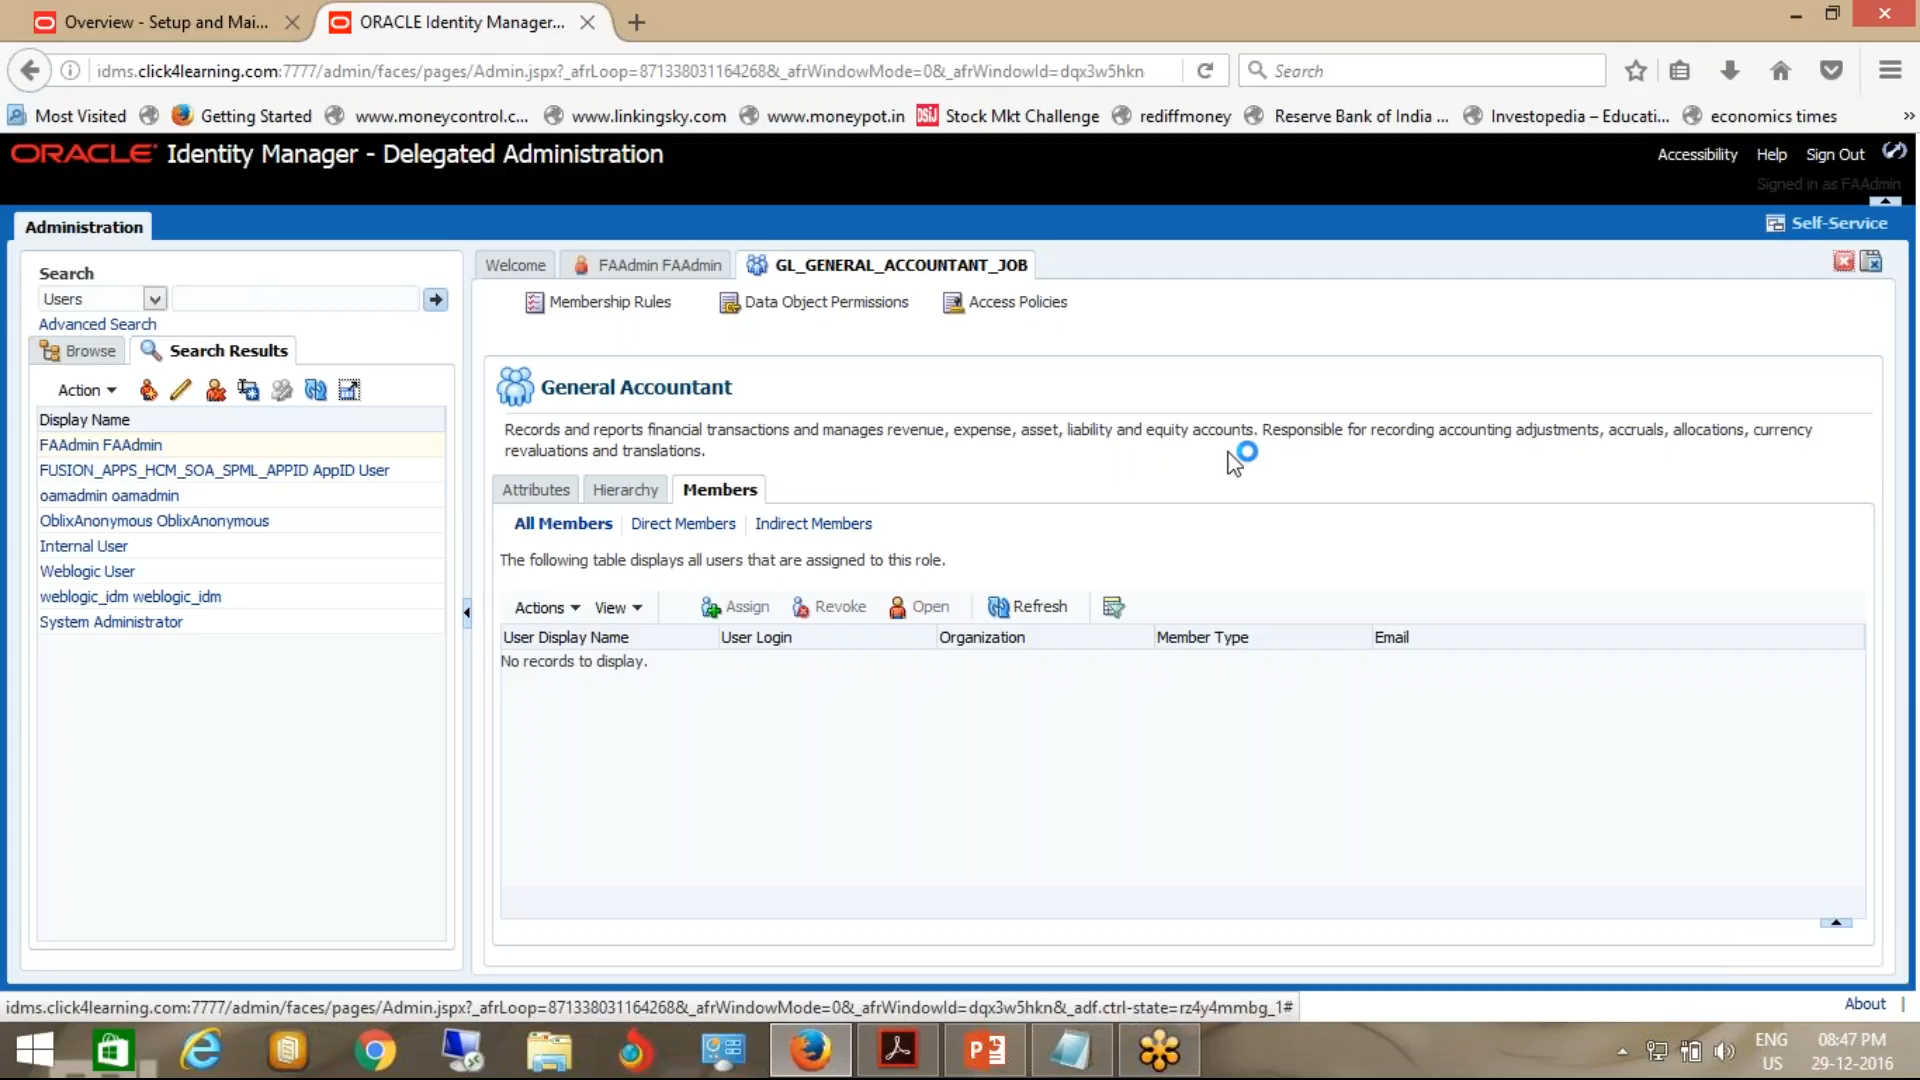 Overview - Setup and Mai...
ORACLE Identity Manager...
idms.click4learning.com:7777/admin/faces/pages/Admin.jspx?_afrLoop=871338031164268&_afrWindowMode=0&_afrWindowId=dqx3w5hkn
Search
Most Visited
Getting Started
www.moneycontrol.c...
www.linkingsky.com
www.moneypot.in
DSIJ Stock Mkt Challenge
rediffmoney
Reserve Bank of India ...
Investopedia – Educati...
economics times
»
ORACLE Identity Manager - Delegated Administration
Accessibility Help Sign Out
Signed in as FAAdmin
Administration
Self-Service
Search
Users
Advanced Search
Browse
Search Results
Action
Display Name
FAAdmin FAAdmin
FUSION_APPS_HCM_SOA_SPML_APPID AppID User
oamadmin oamadmin
OblixAnonymous OblixAnonymous
Internal User
Weblogic User
weblogic_idm weblogic_idm
System Administrator
Welcome
FAAdmin FAAdmin
GL_GENERAL_ACCOUNTANT_JOB
Membership Rules
Data Object Permissions
Access Policies
General Accountant
Records and reports financial transactions and manages revenue, expense, asset, liability and equity accounts. Responsible for recording accounting adjustments, accruals, allocations, currency
revaluations and translations.
Attributes
Hierarchy
Members
All Members
Direct Members
Indirect Members
The following table displays all users that are assigned to this role.
Actions View Assign Revoke Open Refresh
User Display Name User Login Organization Member Type Email
No records to display.
idms.click4learning.com:7777/admin/faces/pages/Admin.jspx?_afrLoop=871338031164268&_afrWindowMode=0&_afrWindowId=dqx3w5hkn&_adf.ctrl-state=rz4y4mmbg_1#
About
ENG
US
08:47 PM
29-12-2016